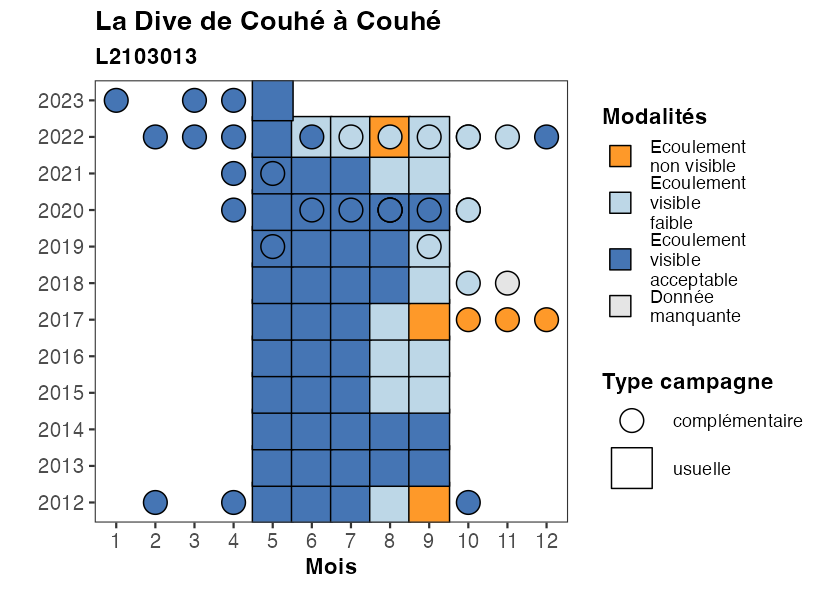 La Dive de Couhé à Couhé
L2103013
2023
2022
2021
2020
2019
2018
2017
2016
2015
2014
2013
2012
1 2 3 4 5 6 7 8 9 10 11 12
Mois
Modalités
Ecoulement
non visible
Ecoulement
visible
faible
Ecoulement
visible
acceptable
Donnée
manquante
Type campagne
complémentaire
usuelle